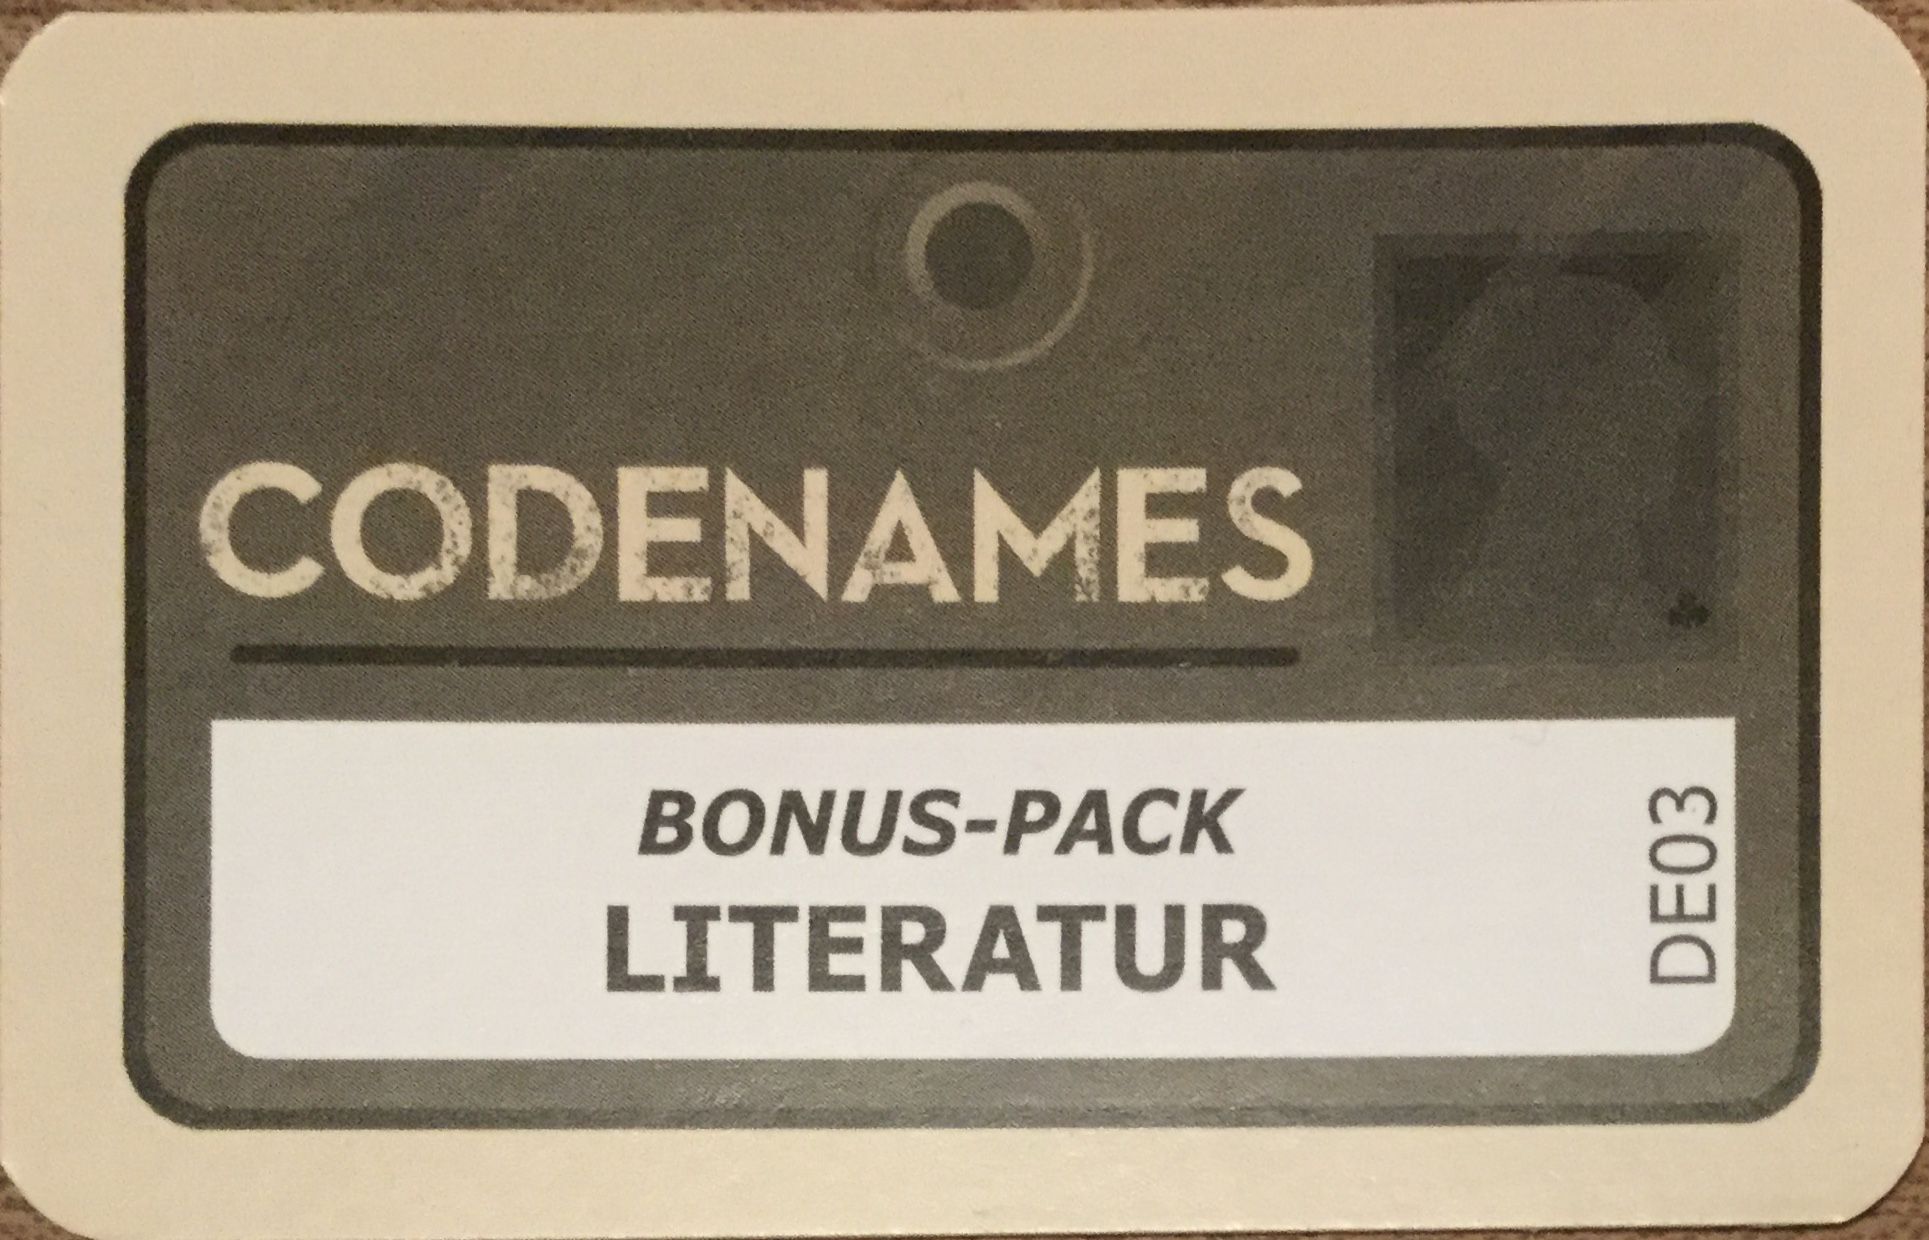 CODENAMES
BONUS-PACK
LITERATUR
DE03